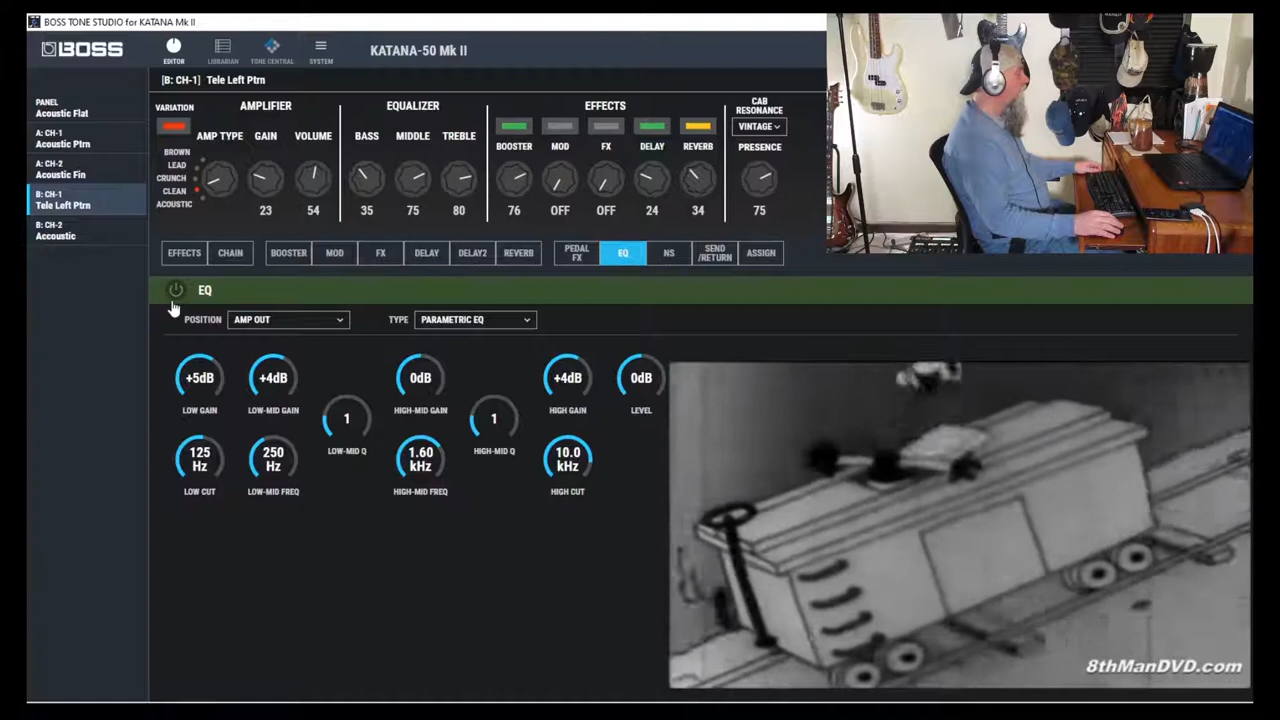 BOSS TONE STUDIO for KATANA Mk II
BOSS
EDITOR
LIBRARIAN
TONE CENTRAL
SYSTEM
KATANA-50 Mk II
[B: CH-1] Tele Left Ptrn
PANEL
Acoustic Flat
A: CH-1
Acoustic Ptrn
A: CH-2
Acoustic Fin
B: CH-1
Tele Left Ptrn
B: CH-2
Accoustic
VARIATION
AMPLIFIER
EQUALIZER
EFFECTS
CAB
RESONANCE
AMP TYPE GAIN VOLUME
BASS MIDDLE TREBLE
BOOSTER MOD FX DELAY REVERB
VINTAGE
PRESENCE
BROWN
LEAD
CRUNCH
CLEAN
ACOUSTIC
23 54 35 75 80 76 OFF OFF 24 34 75
EFFECTS CHAIN BOOSTER MOD FX DELAY DELAY2 REVERB
PEDAL
FX
EQ NS
SEND
/RETURN
ASSIGN
EQ
POSITION AMP OUT TYPE PARAMETRIC EQ
+5dB +4dB 0dB +4dB 0dB
LOW GAIN LOW-MID GAIN HIGH-MID GAIN HIGH GAIN LEVEL
1 1
LOW-MID Q HIGH-MID Q
125
Hz
250
Hz
1.60
kHz
10.0
kHz
LOW CUT LOW-MID FREQ HIGH-MID FREQ HIGH CUT
8thManDVD.com